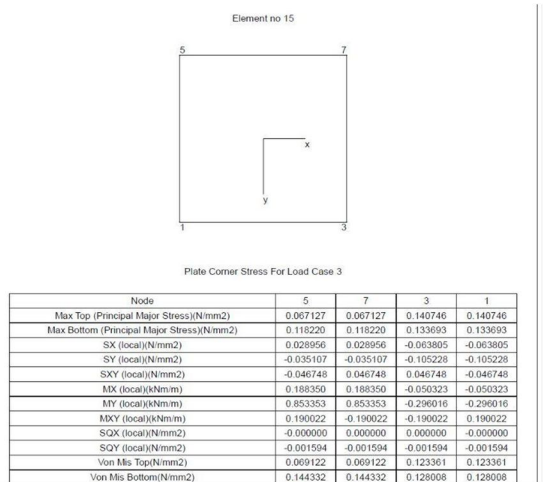 Element no 15
5 7
x
y
1 3
Plate Corner Stress For Load Case 3
Node 5 7 3 1
Max Top (Principal Major Stress)(N/mm2) 0.067127 0.067127 0.140746 0.140746
Max Bottom (Principal Major Stress)(N/mm2) 0.118220 0.118220 0.133693 0.133693
SX (local)(N/mm2) 0.028956 0.028956 -0.063805 -0.063805
SY (local)(N/mm2) -0.035107 -0.035107 -0.105228 -0.105228
SXY (local)(N/mm2) -0.046748 0.046748 0.046748 -0.046748
MX (local)(kNm/m) 0.188350 0.188350 -0.050323 -0.050323
MY (local)(kNm/m) 0.853353 0.853353 -0.296016 -0.296016
MXY (local)(kNm/m) 0.190022 -0.190022 -0.190022 0.190022
SQX (local)(N/mm2) -0.000000 0.000000 0.000000 -0.000000
SQY (local)(N/mm2) -0.001594 -0.001594 -0.001594 -0.001594
Von Mis Top(N/mm2) 0.069122 0.069122 0.123361 0.123361
Von Mis Bottom(N/mm2) 0.144332 0.144332 0.128008 0.128008